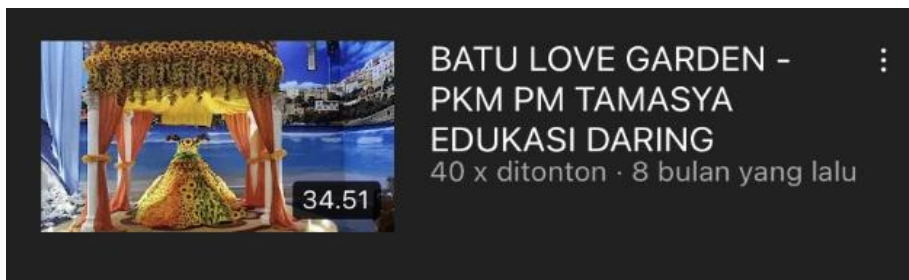 BATU LOVE GARDEN -
PKM PM TAMASYA
EDUKASI DARING
40 x ditonton · 8 bulan yang lalu
34.51